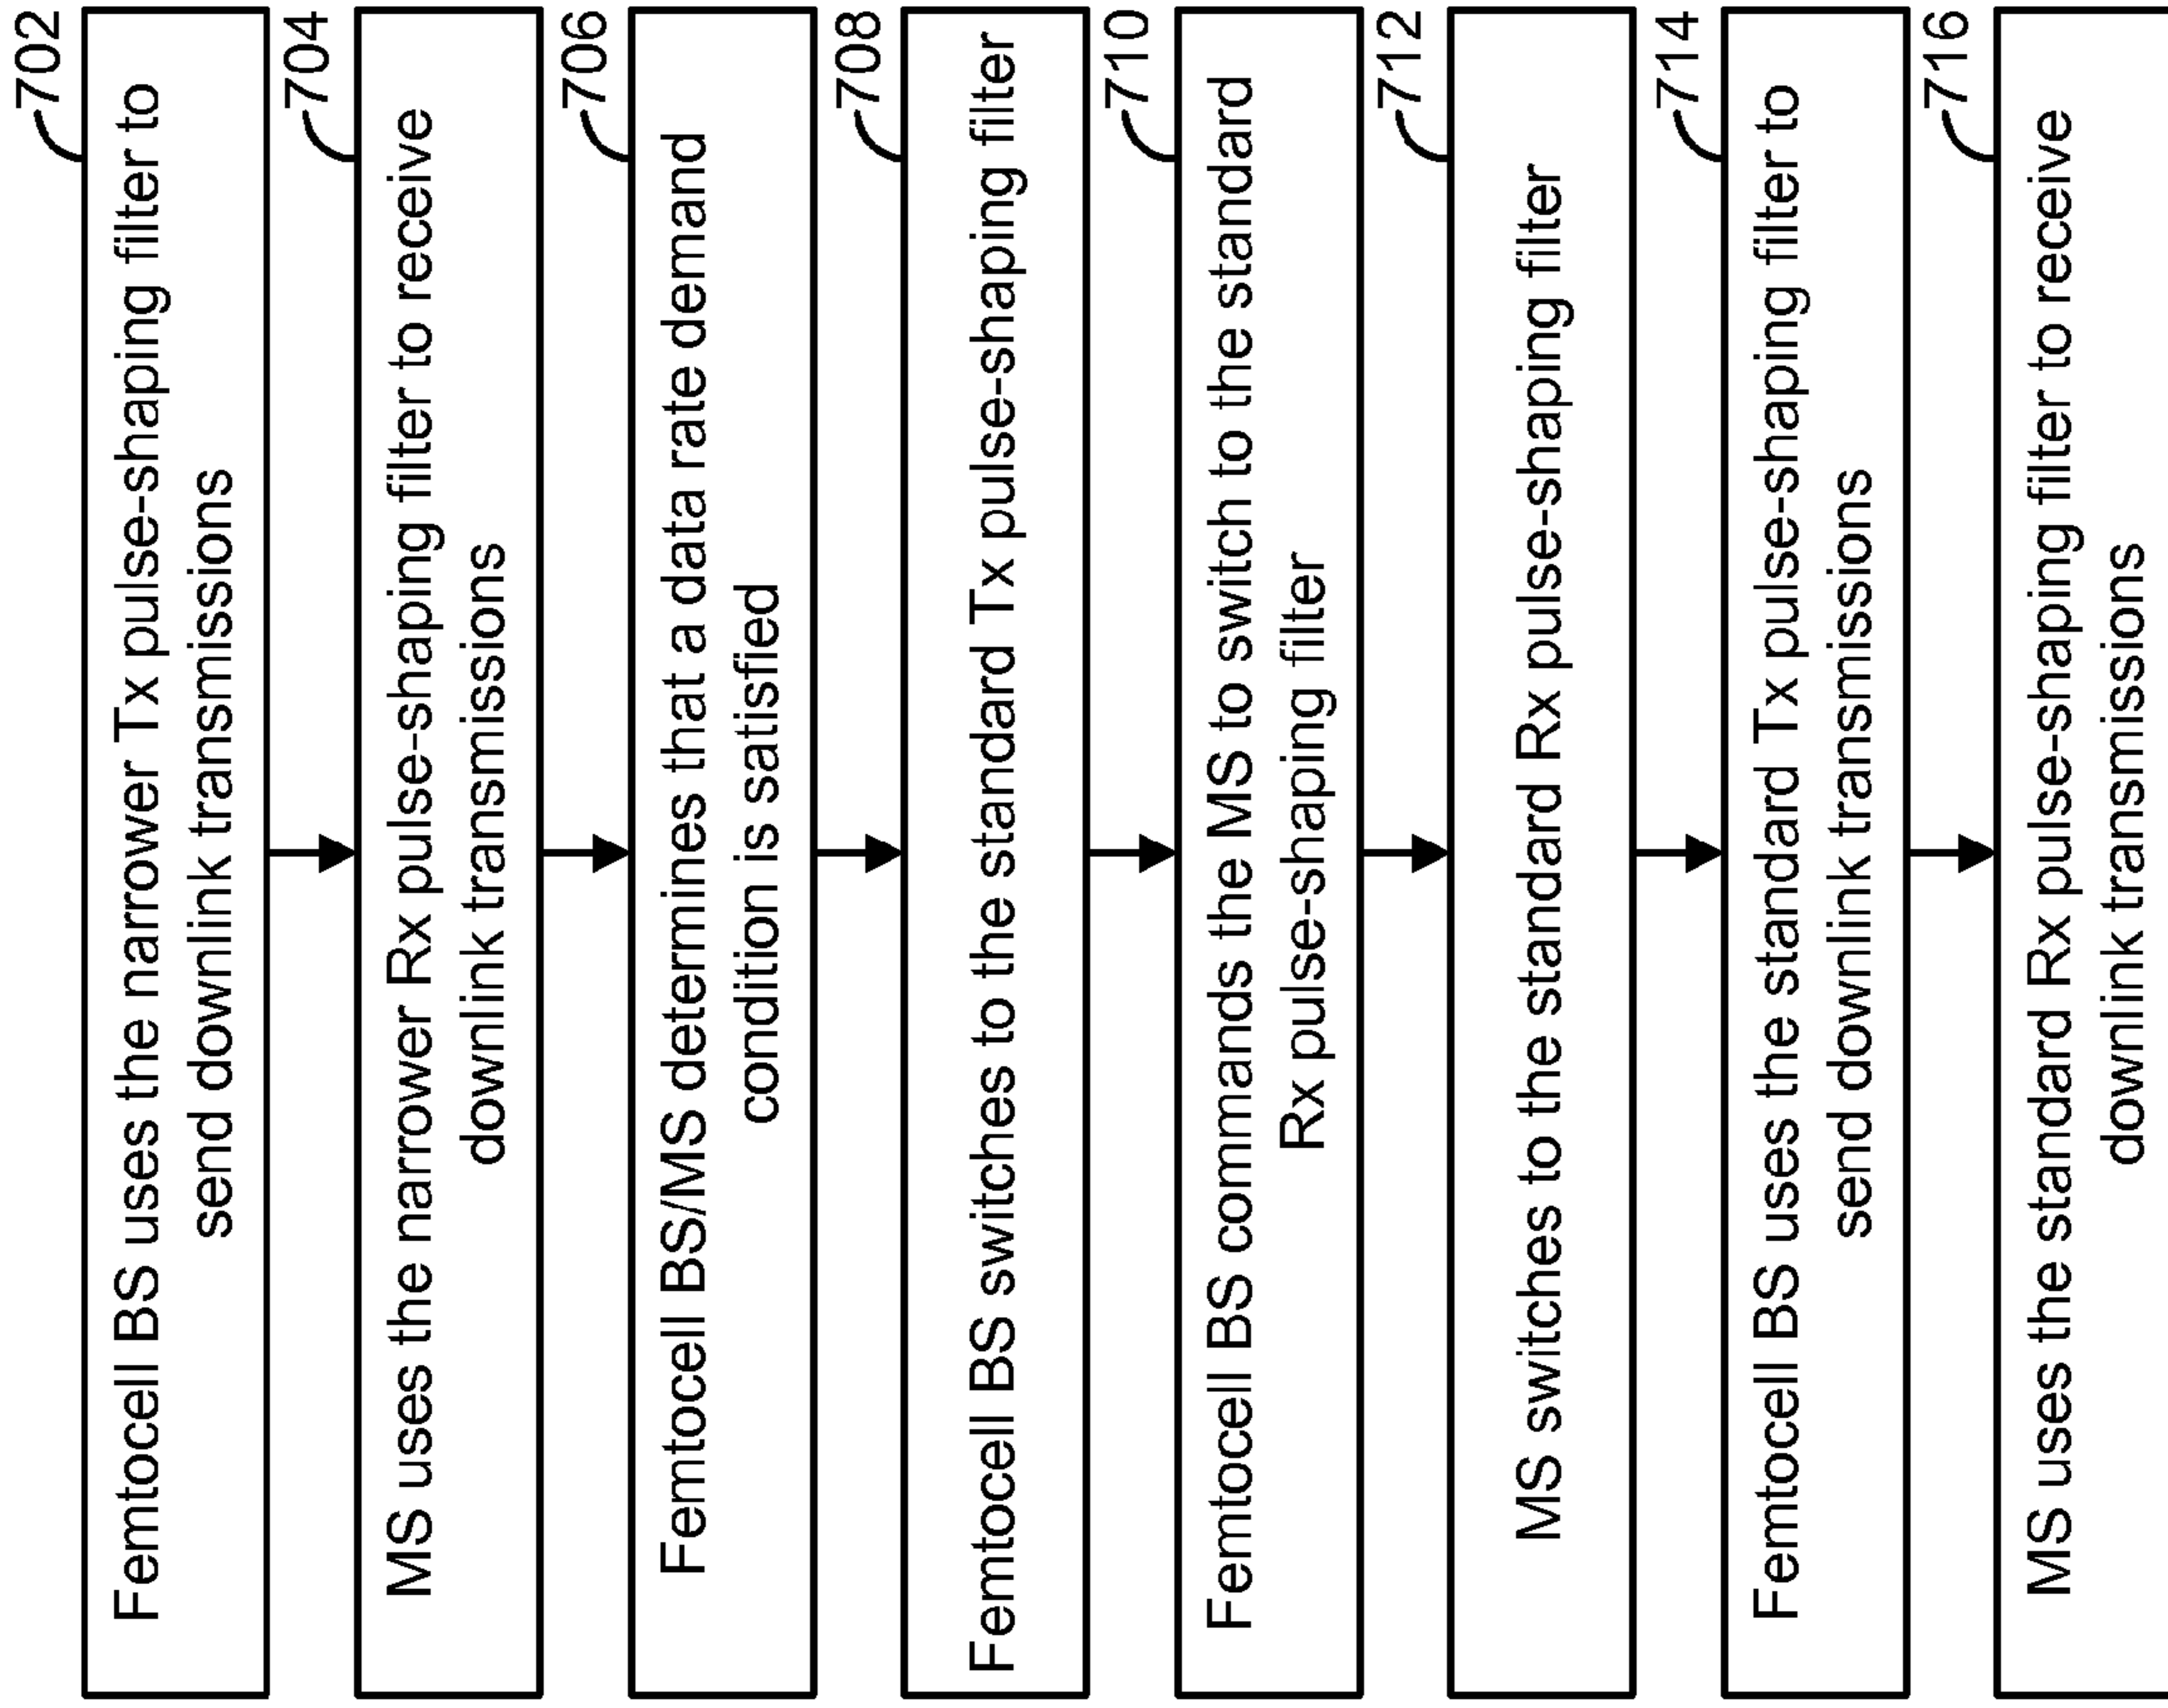 702
Femtocell BS uses the narrower Tx pulse-shaping filter to
send downlink transmissions
704
MS uses the narrower Rx pulse-shaping filter to receive
downlink transmissions
706
Femtocell BS/MS determines that a data rate demand
condition is satisfied
708
Femtocell BS switches to the standard Tx pulse-shaping filter
710
Femtocell BS commands the MS to switch to the standard
Rx pulse-shaping filter
712
MS switches to the standard Rx pulse-shaping filter
714
Femtocell BS uses the standard Tx pulse-shaping filter to
send downlink transmissions
716
MS uses the standard Rx pulse-shaping filter to receive
downlink transmissions